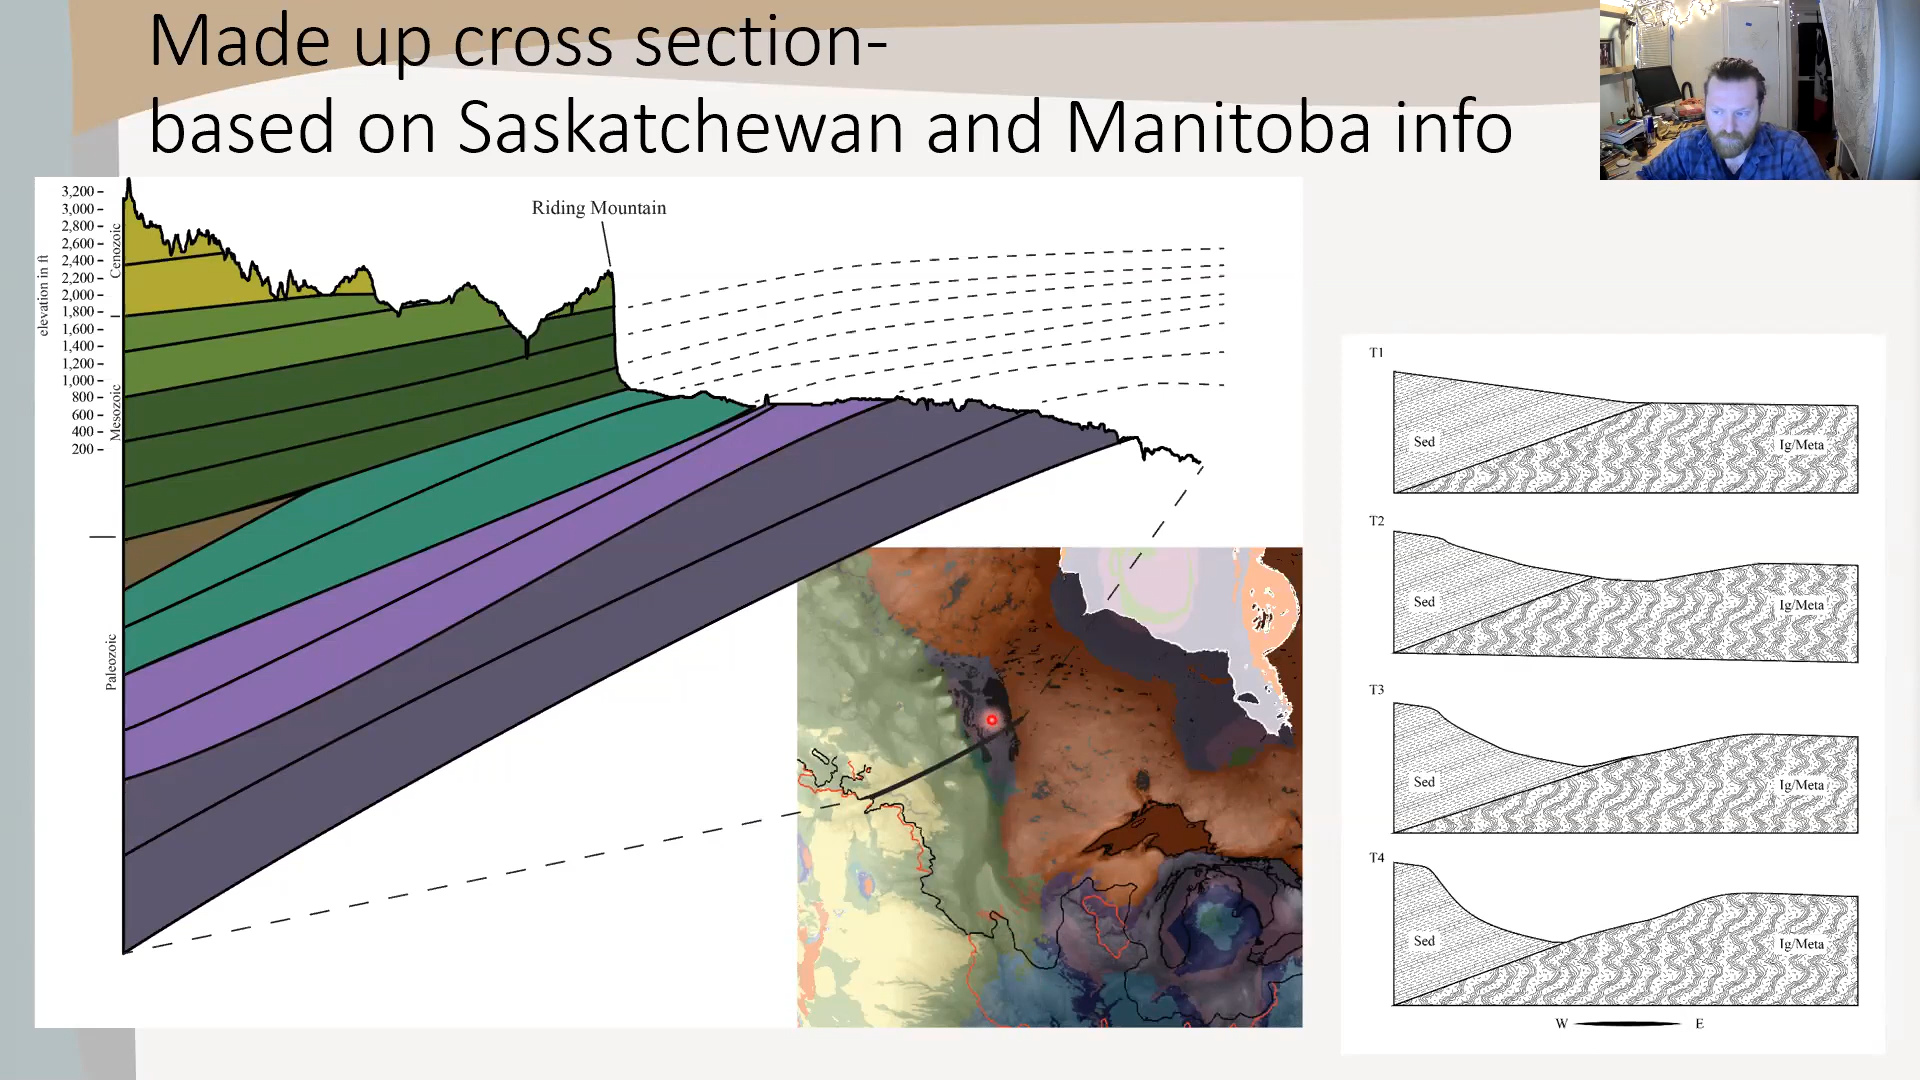 Made up cross section-
based on Saskatchewan and Manitoba info
Riding Mountain
elevation in ft
3,200
3,000
2,800
2,600
2,400
2,200
2,000
1,800
1,600
1,400
1,200
1,000
800
600
400
200
Cenozoic
Mesozoic
Paleozoic
T1
Sed
Ig/Meta
T2
Sed
Ig/Meta
T3
Sed
Ig/Meta
T4
Sed
Ig/Meta
W E